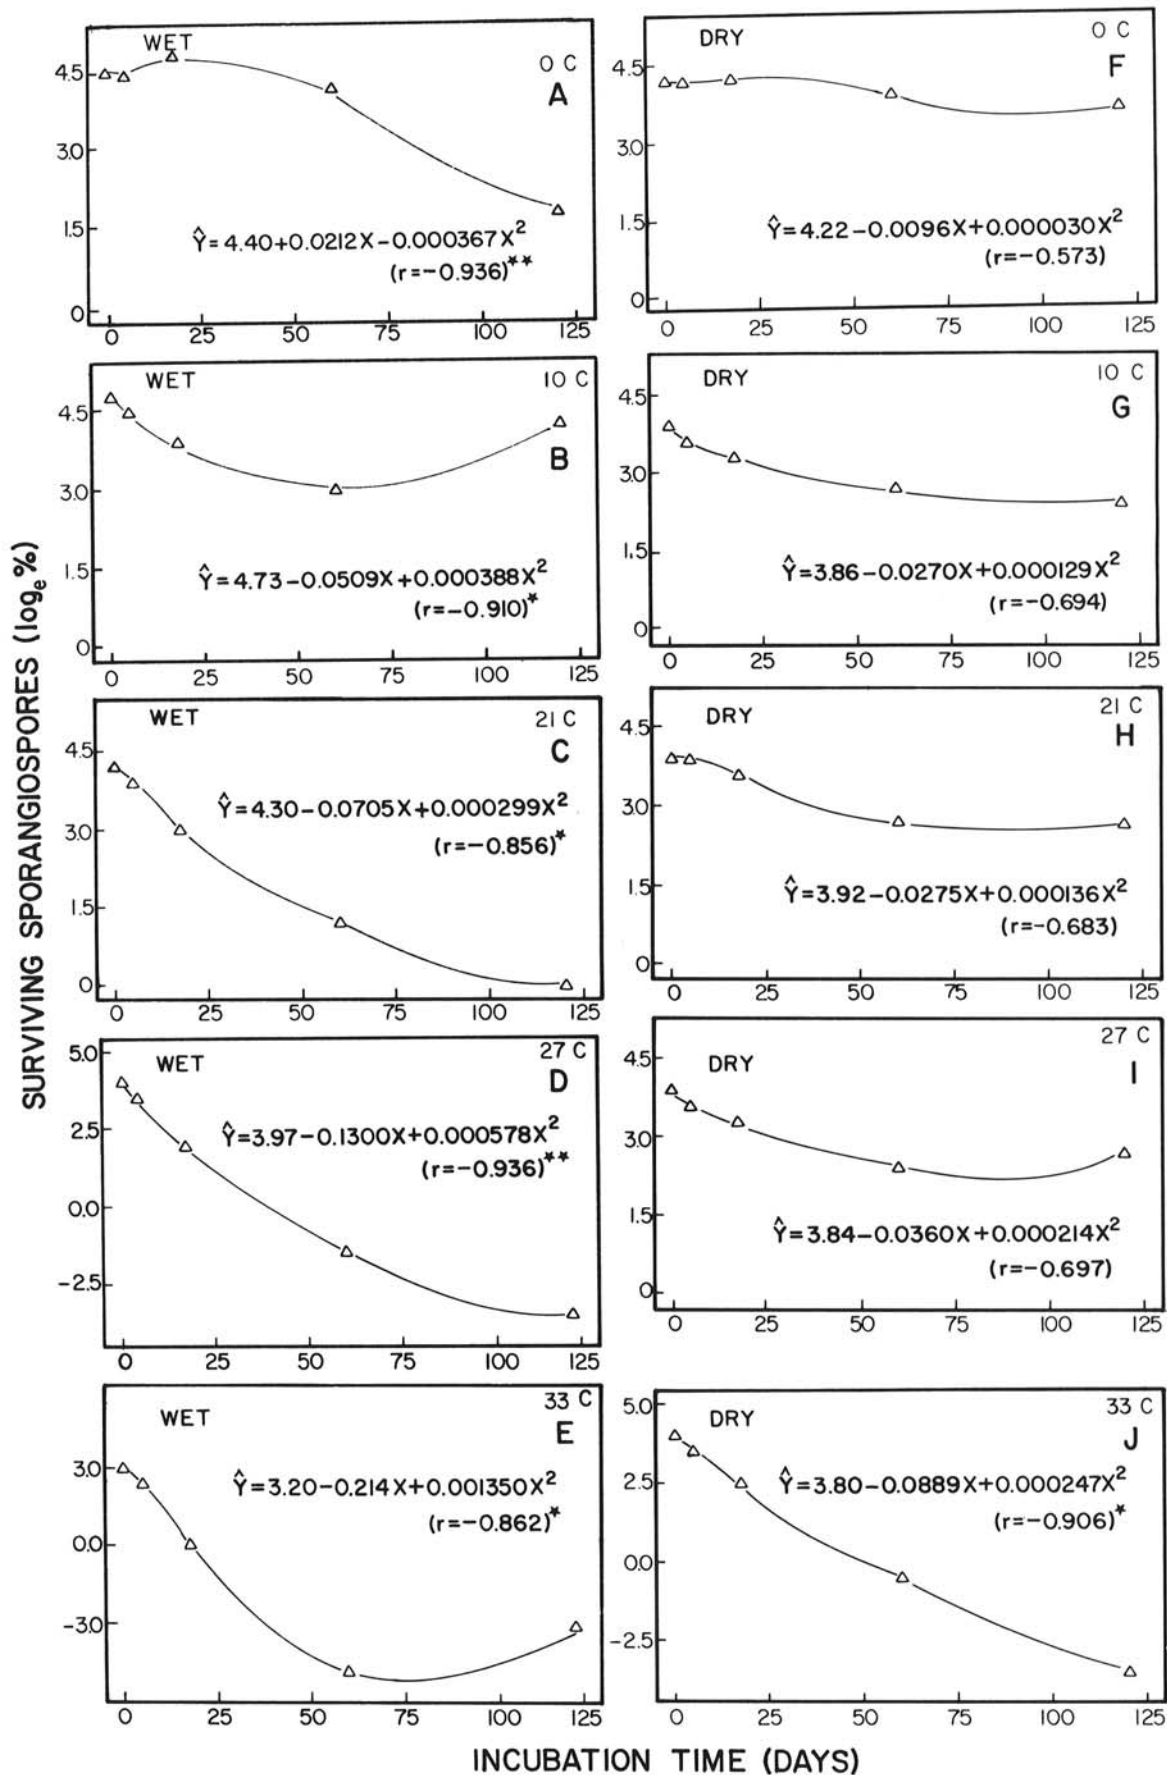 SURVIVING SPORANGIOSPORES (logₑ%)
WET
0 C
A
4.5
3.0
1.5
0
Ŷ=4.40+0.0212X-0.000367X²
(r=-0.936)**
0 25 50 75 100 125
DRY
0 C
F
4.5
3.0
1.5
0
Ŷ=4.22-0.0096X+0.000030X²
(r=-0.573)
0 25 50 75 100 125
WET
10 C
B
4.5
3.0
1.5
0
Ŷ=4.73-0.0509X+0.000388X²
(r=-0.910)*
0 25 50 75 100 125
DRY
10 C
G
4.5
3.0
1.5
0
Ŷ=3.86-0.0270X+0.000129X²
(r=-0.694)
0 25 50 75 100 125
WET
21 C
C
4.5
3.0
1.5
0
Ŷ=4.30-0.0705X+0.000299X²
(r=-0.856)*
0 25 50 75 100 125
DRY
21 C
H
4.5
3.0
1.5
0
Ŷ=3.92-0.0275X+0.000136X²
(r=-0.683)
0 25 50 75 100 125
WET
27 C
D
5.0
2.5
0.0
-2.5
Ŷ=3.97-0.1300X+0.000578X²
(r=-0.936)**
0 25 50 75 100 125
DRY
27 C
I
4.5
3.0
1.5
0
Ŷ=3.84-0.0360X+0.000214X²
(r=-0.697)
0 25 50 75 100 125
WET
33 C
E
3.0
0.0
-3.0
Ŷ=3.20-0.214X+0.001350X²
(r=-0.862)*
0 25 50 75 100 125
DRY
33 C
J
5.0
2.5
0.0
-2.5
Ŷ=3.80-0.0889X+0.000247X²
(r=-0.906)*
0 25 50 75 100 125
INCUBATION TIME (DAYS)